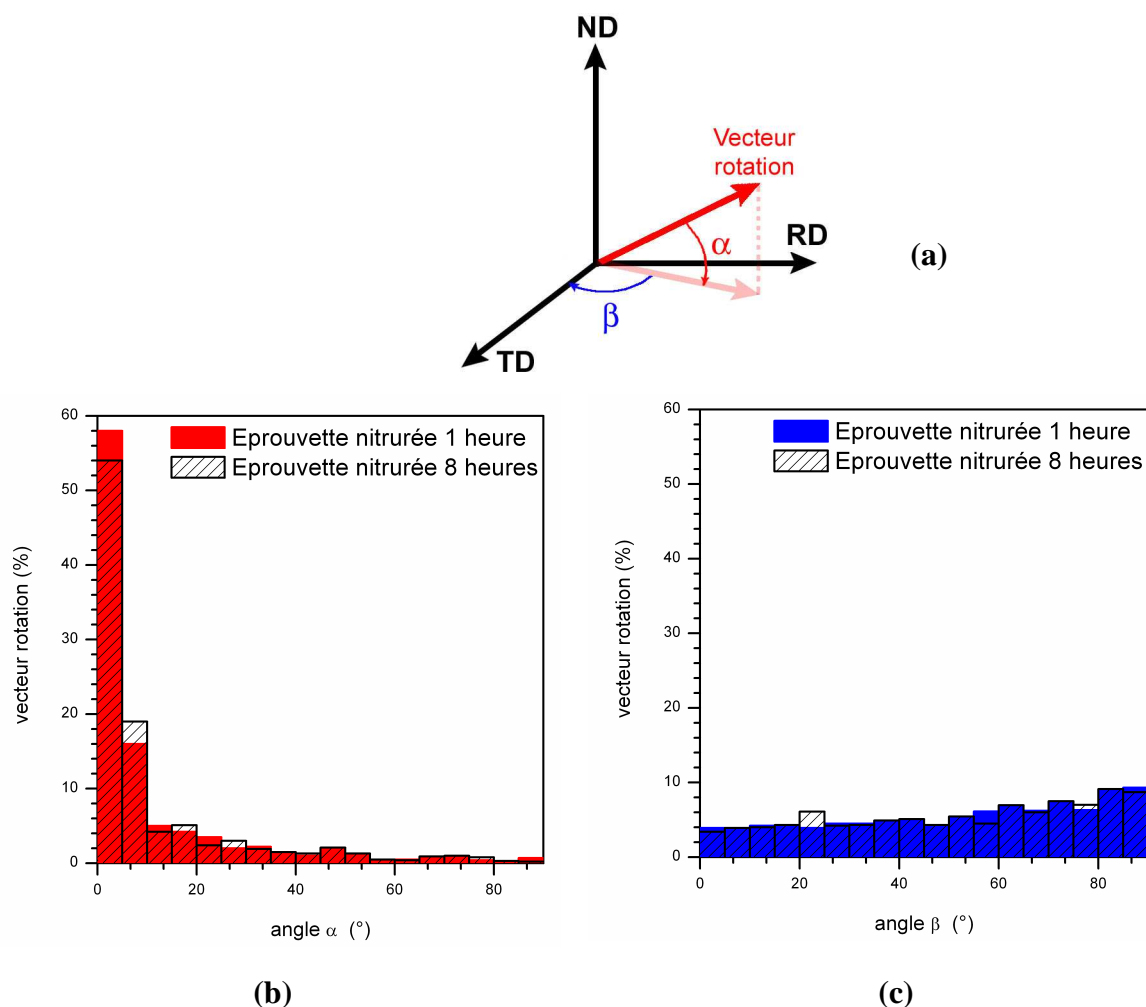 ND
Vecteur
rotation
RD
α
(a)
β
TD
60
50
40
30
20
10
0
vecteur rotation (%)
Eprouvette nitrurée 1 heure
Eprouvette nitrurée 8 heures
0 20 40 60 80
angle α (°)
60
50
40
30
20
10
0
vecteur rotation (%)
Eprouvette nitrurée 1 heure
Eprouvette nitrurée 8 heures
0 20 40 60 80
angle β (°)
(b) (c)